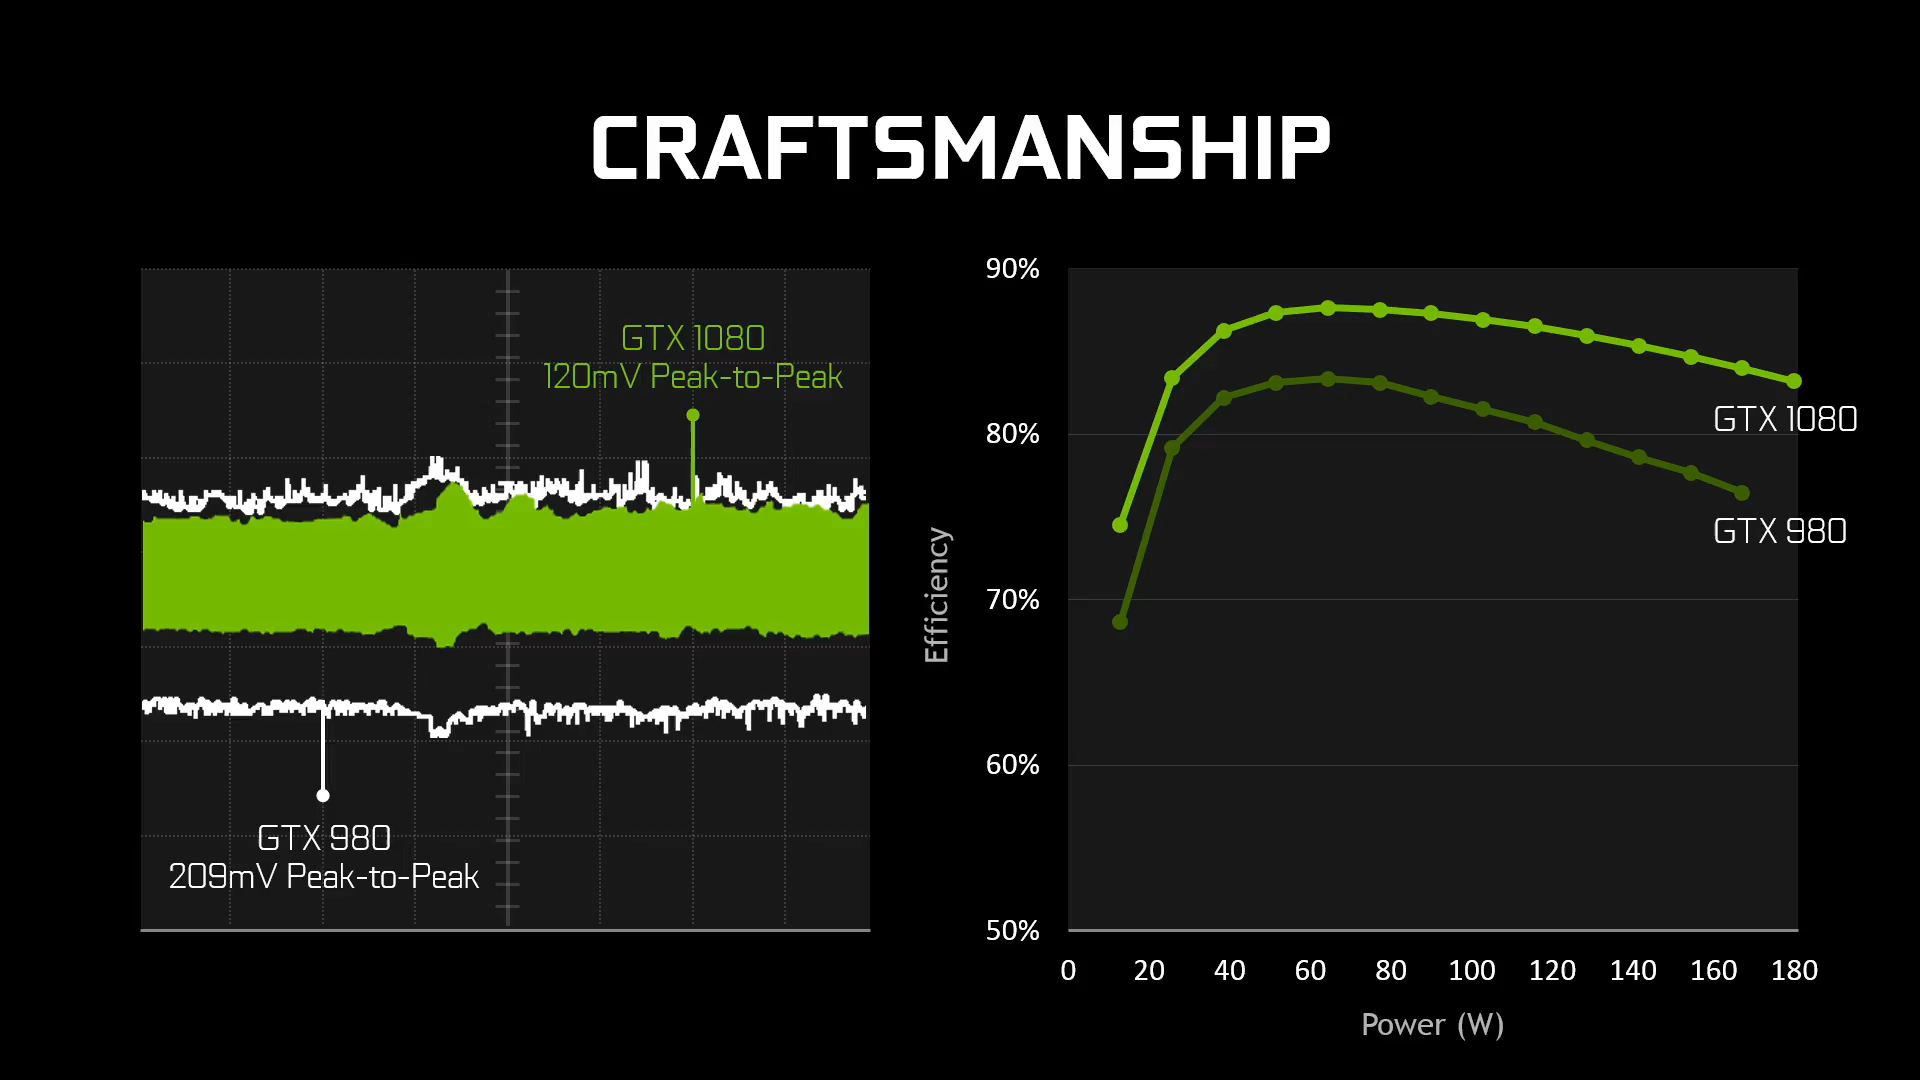 CRAFTSMANSHIP
GTX 1080
120mV Peak-to-Peak
GTX 980
209mV Peak-to-Peak
90%
80%
70%
60%
50%
Efficiency
GTX 1080
GTX 980
0 20 40 60 80 100 120 140 160 180
Power (W)